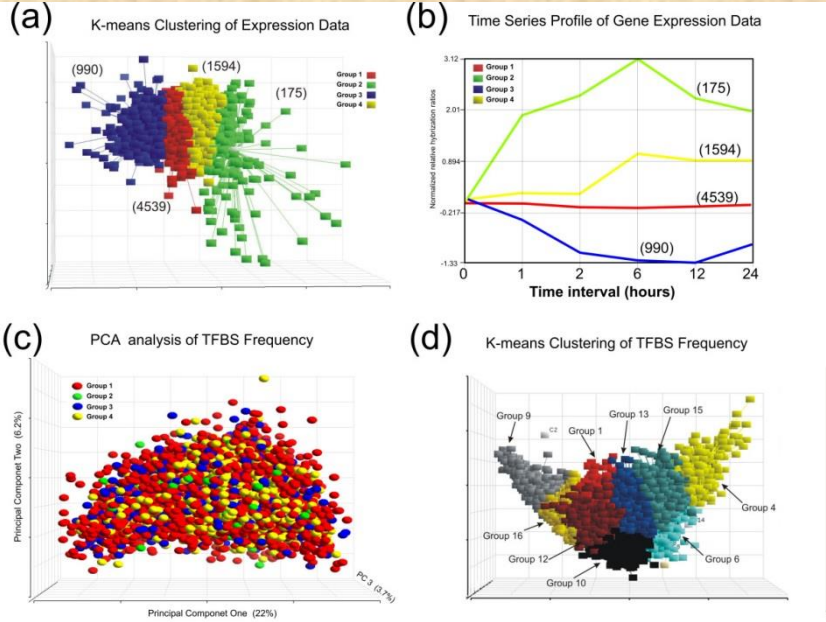 (a)
K-means Clustering of Expression Data
(990)
(1594)
(175)
(4539)
Group 1
Group 2
Group 3
Group 4
(b)
Time Series Profile of Gene Expression Data
Group 1
Group 2
Group 3
Group 4
Normalized relative hybrization ratios
3.12
2.01
0.894
-0.217
-1.33
(175)
(1594)
(4539)
(990)
0 1 2 6 12 24
Time interval (hours)
(c)
PCA analysis of TFBS Frequency
Group 1
Group 2
Group 3
Group 4
Principal Componet Two (6.2%)
PC 3 (3.7%)
Principal Componet One (22%)
(d)
K-means Clustering of TFBS Frequency
Group 9
C2
Group 1
Group 13
Group 15
Group 4
Group 16
Group 12
Group 10
Group 6